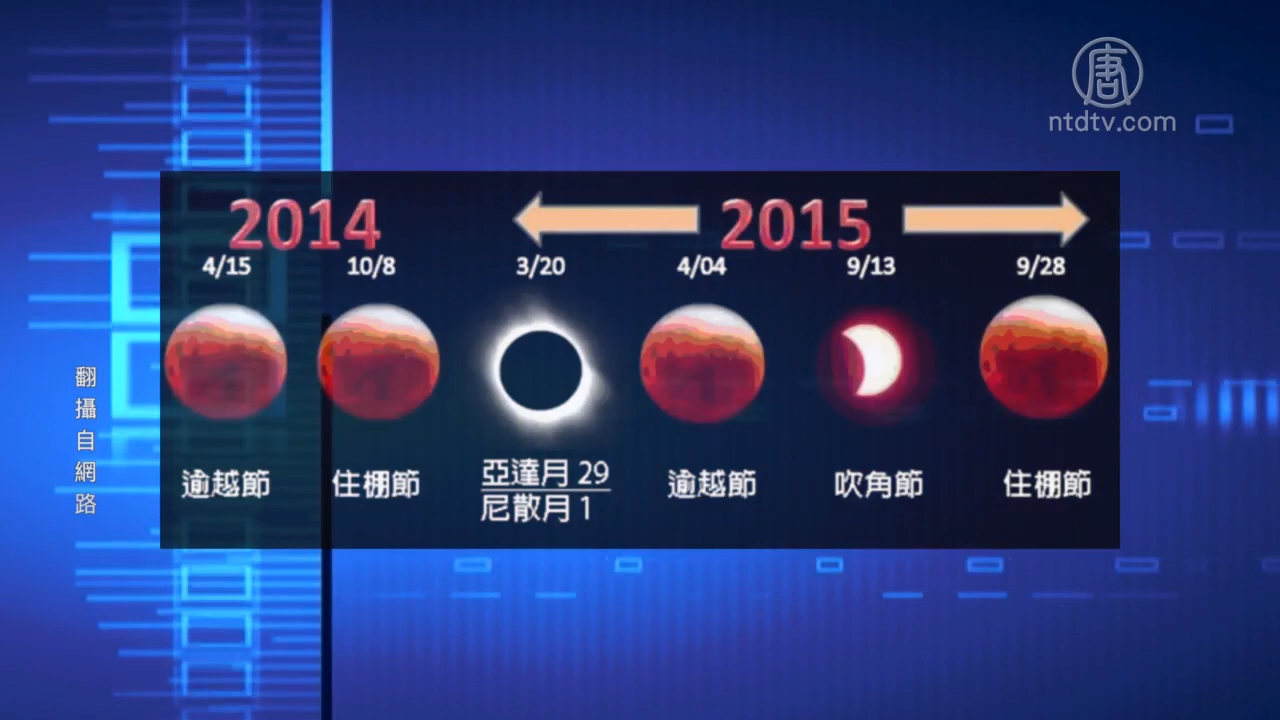 唐
ntdtv.com
2014 2015
4/15 10/8 3/20 4/04 9/13 9/28
逾越節 住棚節 亞達月 29 逾越節 吹角節 住棚節
尼散月 1
翻攝自網路